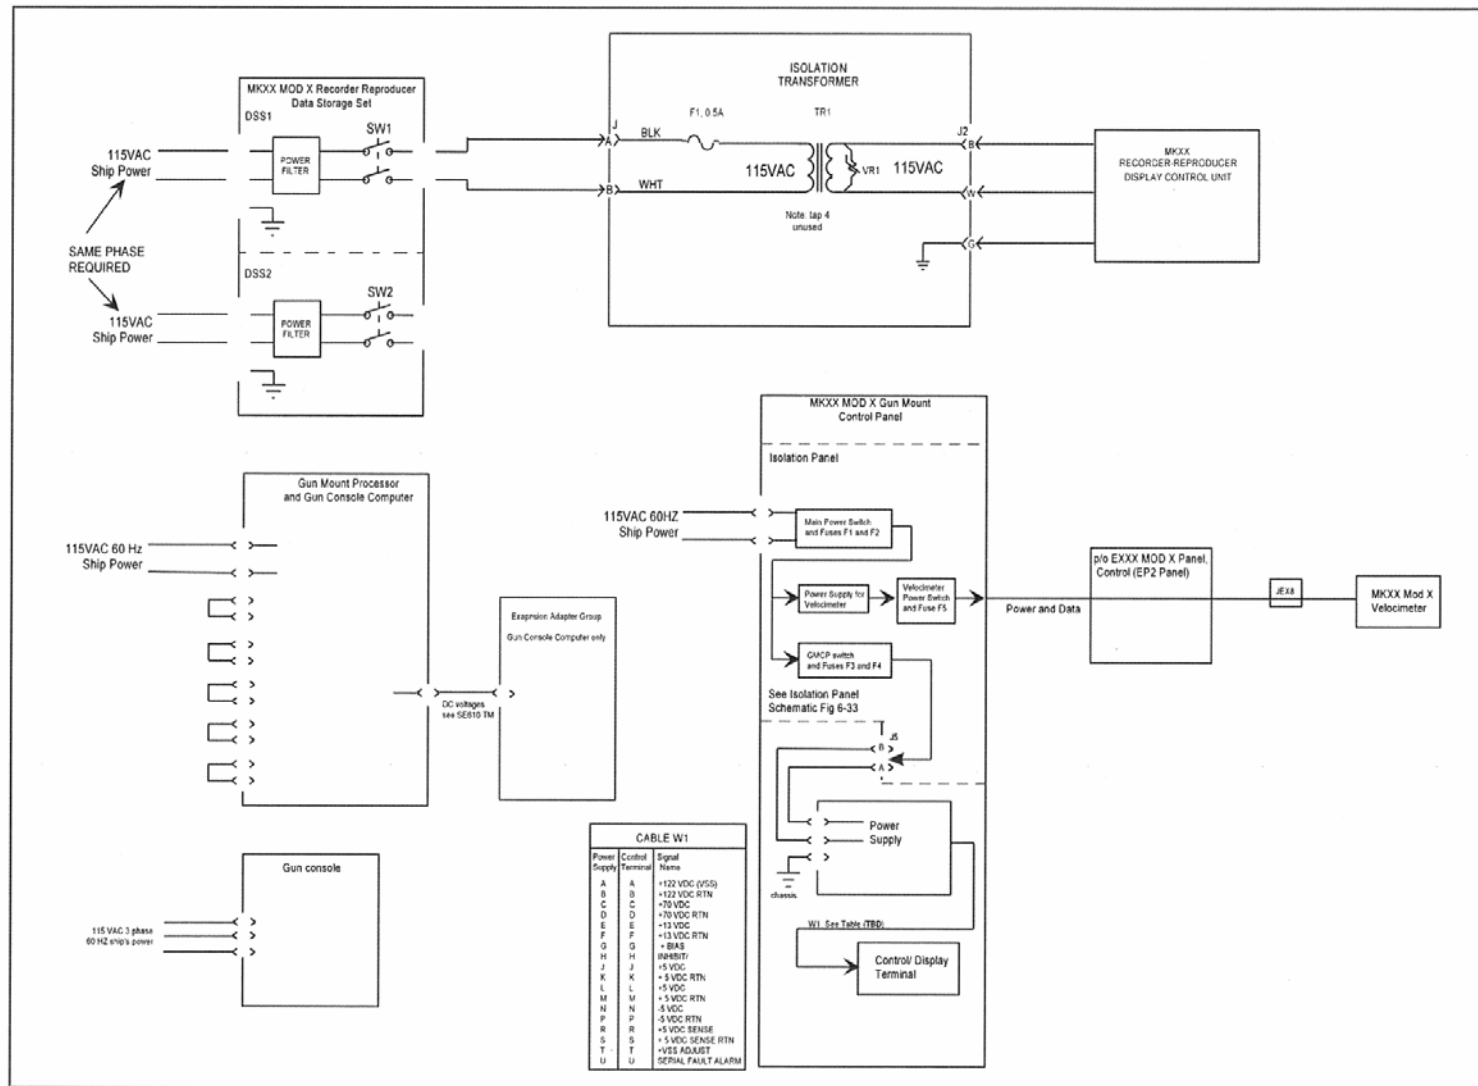 MKXX MOD X Recorder Reproducer
Data Storage Set
DSS1
SW1
115VAC
Ship Power
POWER
FILTER
SAME PHASE
REQUIRED
DSS2
SW2
115VAC
Ship Power
POWER
FILTER
ISOLATION
TRANSFORMER
F1, 0.5A
TR1
J
A
BLK
B
WHT
115VAC
VR1
115VAC
Note: tap 4
unused
J2
B
W
G
MKXX
RECORDER-REPRODUCER
DISPLAY CONTROL UNIT
Gun Mount Processor
and Gun Console Computer
115VAC 60 Hz
Ship Power
DC voltages
see SE610 TM
Exapnsion Adapter Group
Gun Console Computer only
Gun console
115 VAC 3 phase
60 HZ ship's power
CABLE W1
Power Supply Control Terminal Signal Name
A A +122 VDC (VSS)
B B +122 VDC RTN
C C +70 VDC
D D +70 VDC RTN
E E +13 VDC
F F +13 VDC RTN
G G + BIAS
H H INHIBIT/
J J +5 VDC
K K + 5 VDC RTN
L L +5 VDC
M M + 5 VDC RTN
N N -5 VDC
P P -5 VDC RTN
R R +5 VDC SENSE
S S + 5 VDC SENSE RTN
T T +VSS ADJUST
U U SERIAL FAULT ALARM
MKXX MOD X Gun Mount
Control Panel
Isolation Panel
115VAC 60HZ
Ship Power
Main Power Switch
and Fuses F1 and F2
Power Supply for
Velocimeter
Velocimeter
Power Switch
and Fuse F5
GMCP switch
and Fuses F3 and F4
See Isolation Panel
Schematic Fig 6-33
J5
B
A
Power
Supply
chassis
W1 See Table (TBD)
Control/ Display
Terminal
Power and Data
p/o EXXX MOD X Panel,
Control (EP2 Panel)
JEX8
MKXX Mod X
Velocimeter